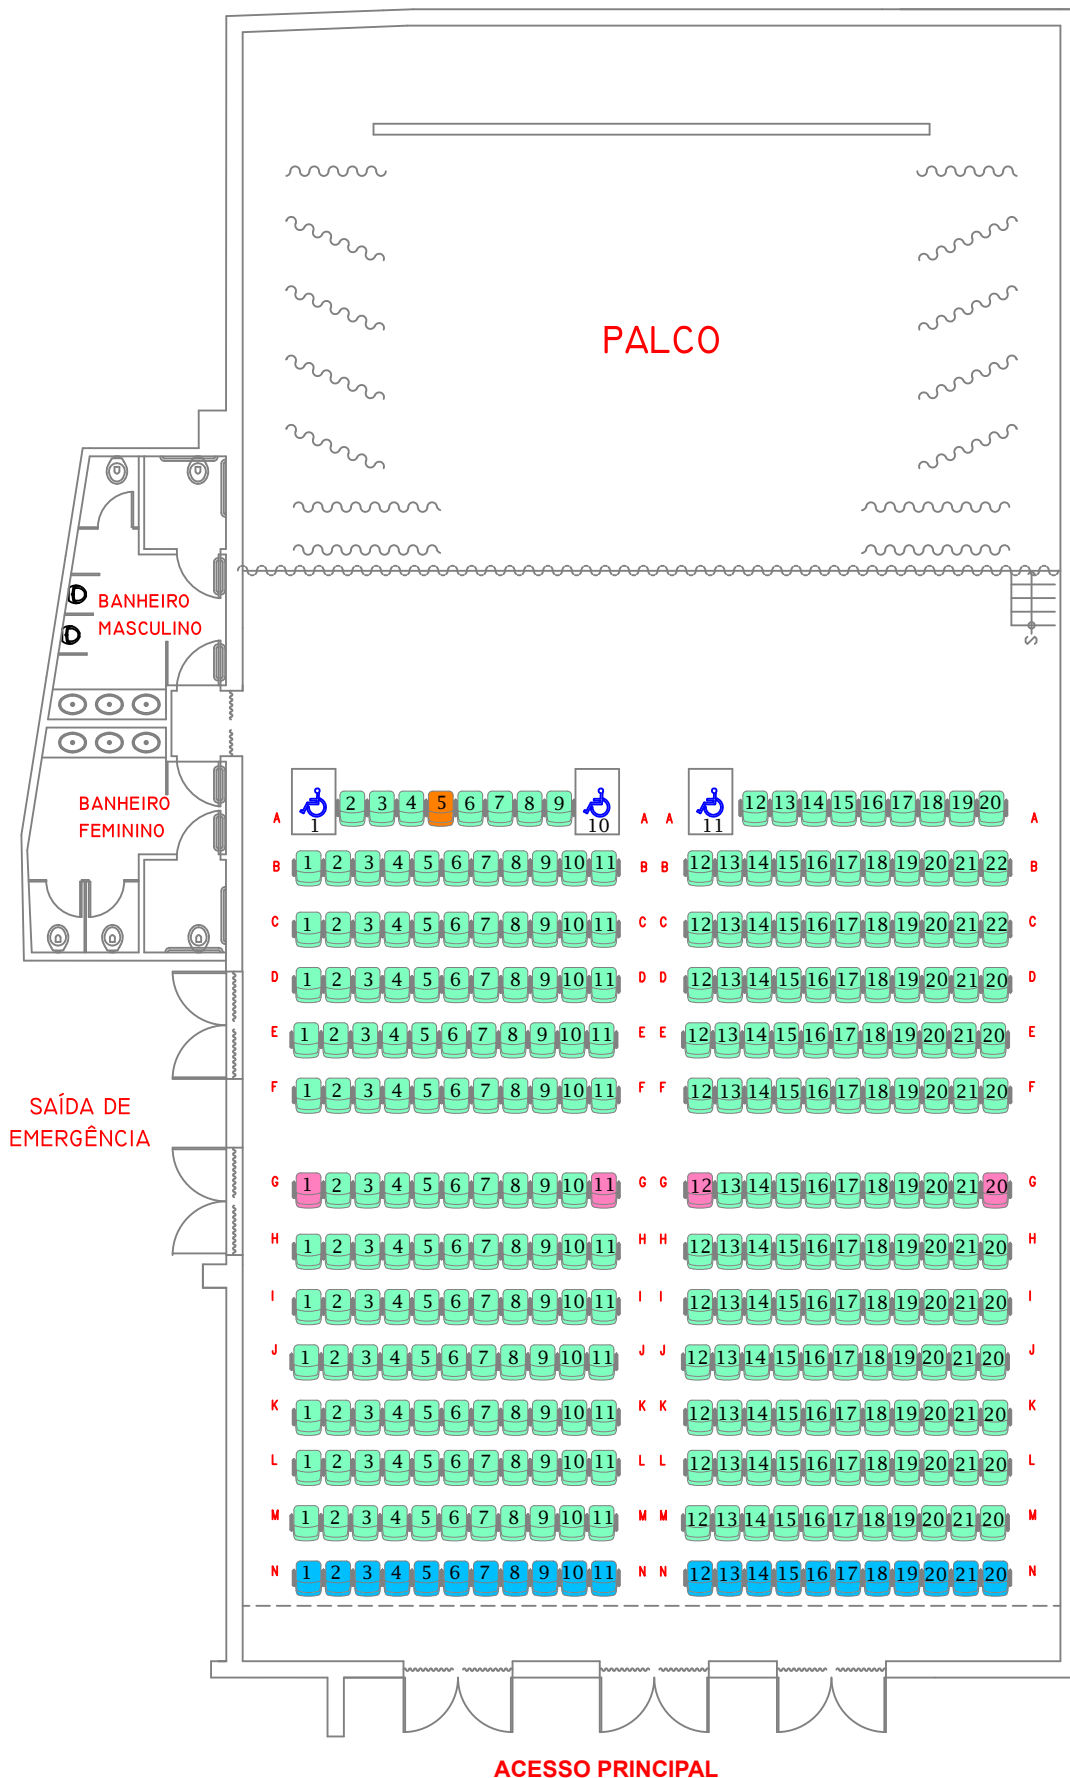 PALCO
BANHEIRO
MASCULINO
BANHEIRO
FEMININO
SAÍDA DE
EMERGÊNCIA
S
A 1 2 3 4 5 6 7 8 9 10 A A 11 12 13 14 15 16 17 18 19 20 A
B 1 2 3 4 5 6 7 8 9 10 11 B B 12 13 14 15 16 17 18 19 20 21 22 B
C 1 2 3 4 5 6 7 8 9 10 11 C C 12 13 14 15 16 17 18 19 20 21 22 C
D 1 2 3 4 5 6 7 8 9 10 11 D D 12 13 14 15 16 17 18 19 20 21 20 D
E 1 2 3 4 5 6 7 8 9 10 11 E E 12 13 14 15 16 17 18 19 20 21 20 E
F 1 2 3 4 5 6 7 8 9 10 11 F F 12 13 14 15 16 17 18 19 20 21 20 F
G 1 2 3 4 5 6 7 8 9 10 11 G G 12 13 14 15 16 17 18 19 20 21 20 G
H 1 2 3 4 5 6 7 8 9 10 11 H H 12 13 14 15 16 17 18 19 20 21 20 H
I 1 2 3 4 5 6 7 8 9 10 11 I I 12 13 14 15 16 17 18 19 20 21 20 I
J 1 2 3 4 5 6 7 8 9 10 11 J J 12 13 14 15 16 17 18 19 20 21 20 J
K 1 2 3 4 5 6 7 8 9 10 11 K K 12 13 14 15 16 17 18 19 20 21 20 K
L 1 2 3 4 5 6 7 8 9 10 11 L L 12 13 14 15 16 17 18 19 20 21 20 L
M 1 2 3 4 5 6 7 8 9 10 11 M M 12 13 14 15 16 17 18 19 20 21 20 M
N 1 2 3 4 5 6 7 8 9 10 11 N N 12 13 14 15 16 17 18 19 20 21 20 N
ACESSO PRINCIPAL